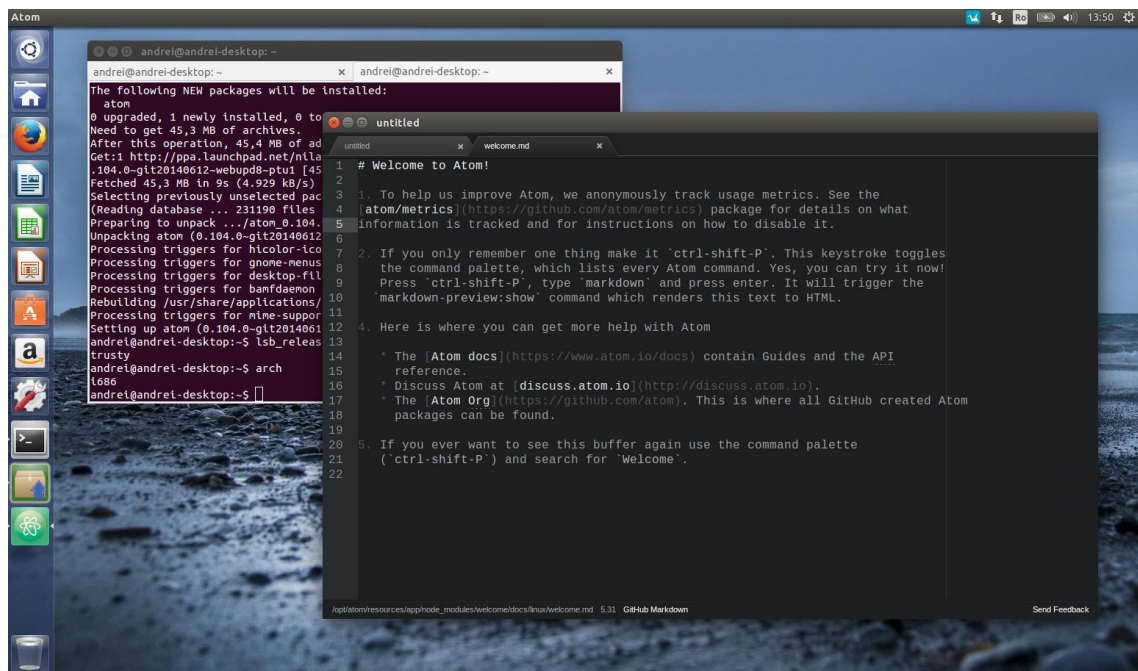 Atom
Ro
13:50
andrei@andrei-desktop: ~
andrei@andrei-desktop: ~ × andrei@andrei-desktop: ~ ×
The following NEW packages will be installed:
atom
0 upgraded, 1 newly installed, 0 to
Need to get 45,3 MB of archives.
After this operation, 45,4 MB of ad
Get:1 http://ppa.launchpad.net/nila
.104.0~git20140612~webupd8~ptu1 [45
Fetched 45,3 MB in 9s (4.929 kB/s)
Selecting previously unselected pac
(Reading database ... 231190 files
Preparing to unpack .../atom_0.104.
Unpacking atom (0.104.0~git20140612
Processing triggers for hicolor-ico
Processing triggers for gnome-menus
Processing triggers for desktop-fil
Processing triggers for bamfdaemon
Rebuilding /usr/share/applications/
Processing triggers for mime-suppor
Setting up atom (0.104.0~git2014061
andrei@andrei-desktop:~$ lsb_releas
trusty
andrei@andrei-desktop:~$ arch
i686
andrei@andrei-desktop:~$
untitled
untitled × welcome.md ×
1 # Welcome to Atom!
2
3 1. To help us improve Atom, we anonymously track usage metrics. See the
4 [atom/metrics](https://github.com/atom/metrics) package for details on what
5 information is tracked and for instructions on how to disable it.
6
7 2. If you only remember one thing make it `ctrl-shift-P`. This keystroke toggles
8 the command palette, which lists every Atom command. Yes, you can try it now!
9 Press `ctrl-shift-P`, type `markdown` and press enter. It will trigger the
10 `markdown-preview:show` command which renders this text to HTML.
11
12 4. Here is where you can get more help with Atom
13
14 * The [Atom docs](https://www.atom.io/docs) contain Guides and the API
15 reference.
16 * Discuss Atom at [discuss.atom.io](http://discuss.atom.io).
17 * The [Atom Org](https://github.com/atom). This is where all GitHub created Atom
18 packages can be found.
19
20 5. If you ever want to see this buffer again use the command palette
21 (`ctrl-shift-P`) and search for `Welcome`.
22
/opt/atom/resources/app/node_modules/welcome/docs/linux/welcome.md 5,31 GitHub Markdown Send Feedback